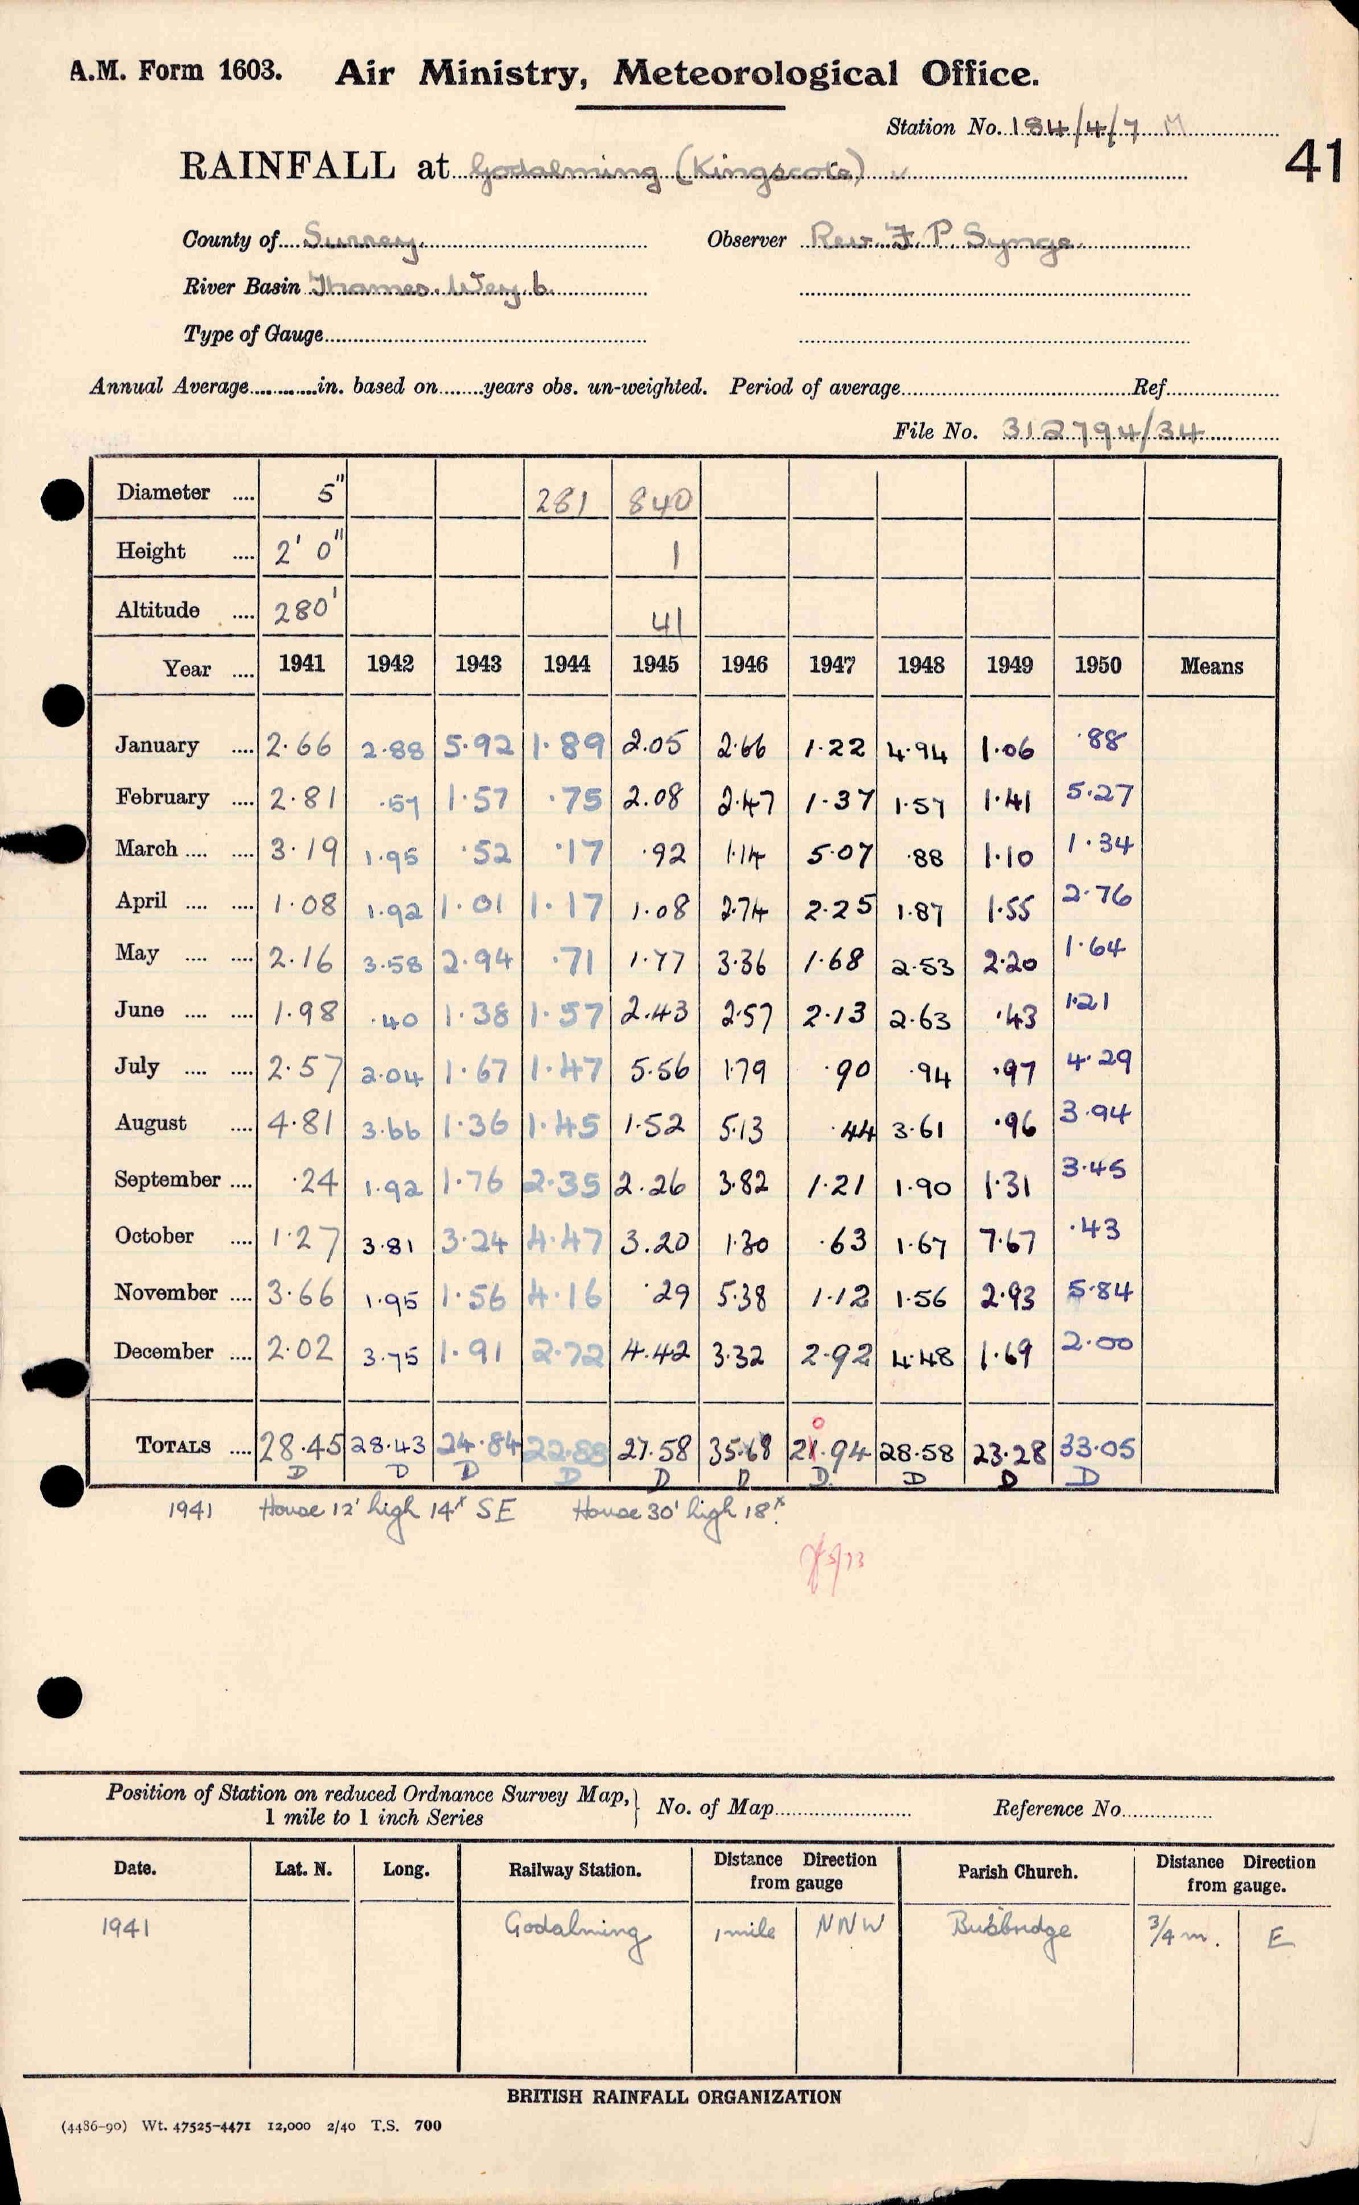 A.M. Form 1603. Air Ministry, Meteorological Office.
Station No. 184/4/7 M
41
RAINFALL at Godalming (Kingscote)
County of Surrey. Observer Rev. F. P. Synge.
River Basin Thames. Wey b.
Type of Gauge
Annual Average in. based on years obs. un-weighted. Period of average Ref.
File No. 312794/34
Diameter .... 5" 281 840
Height .... 2' 0" 1
Altitude .... 280' 41
Year .... 1941 1942 1943 1944 1945 1946 1947 1948 1949 1950 Means
January .... 2.66 2.88 5.92 1.89 2.05 2.66 1.22 4.94 1.06 .88
February .... 2.81 .57 1.57 .75 2.08 2.47 1.37 1.57 1.41 5.27
March .... .... 3.19 1.95 .52 .17 .92 1.14 5.07 .88 1.10 1.34
April .... .... 1.08 1.92 1.01 1.17 1.08 2.74 2.25 1.87 1.55 2.76
May .... .... 2.16 3.58 2.94 .71 1.77 3.36 1.68 2.53 2.20 1.64
June .... .... 1.98 .40 1.38 1.57 2.43 2.57 2.13 2.63 .43 1.21
July .... .... 2.57 2.04 1.67 1.47 5.56 1.79 .90 .94 .97 4.29
August .... 4.81 3.66 1.36 1.45 1.52 5.13 .44 3.61 .96 3.94
September .... .24 1.92 1.76 2.35 2.26 3.82 1.21 1.90 1.31 3.45
October .... 1.27 3.81 3.24 4.47 3.20 1.30 .63 1.67 7.67 .43
November .... 3.66 1.95 1.56 4.16 .29 5.38 1.12 1.56 2.93 5.84
December .... 2.02 3.75 1.91 2.72 4.42 3.32 2.92 4.48 1.69 2.00
0
TOTALS .... 28.45 28.43 24.84 22.88 27.58 35.68 21.94 28.58 23.28 33.05
D D D D D D D D D D
1941 House 12' high 14x SE House 30' high 18x.
Position of Station on reduced Ordnance Survey Map, No. of Map Reference No.
1 mile to 1 inch Series
Date. Lat. N. Long. Railway Station. Distance Direction from gauge Parish Church. Distance Direction from gauge.
1941 Godalming 1 mile NNW Busbridge 3/4 m. E
BRITISH RAINFALL ORGANIZATION
(4486-90) Wt. 47525-4471 12,000 2/40 T.S. 700